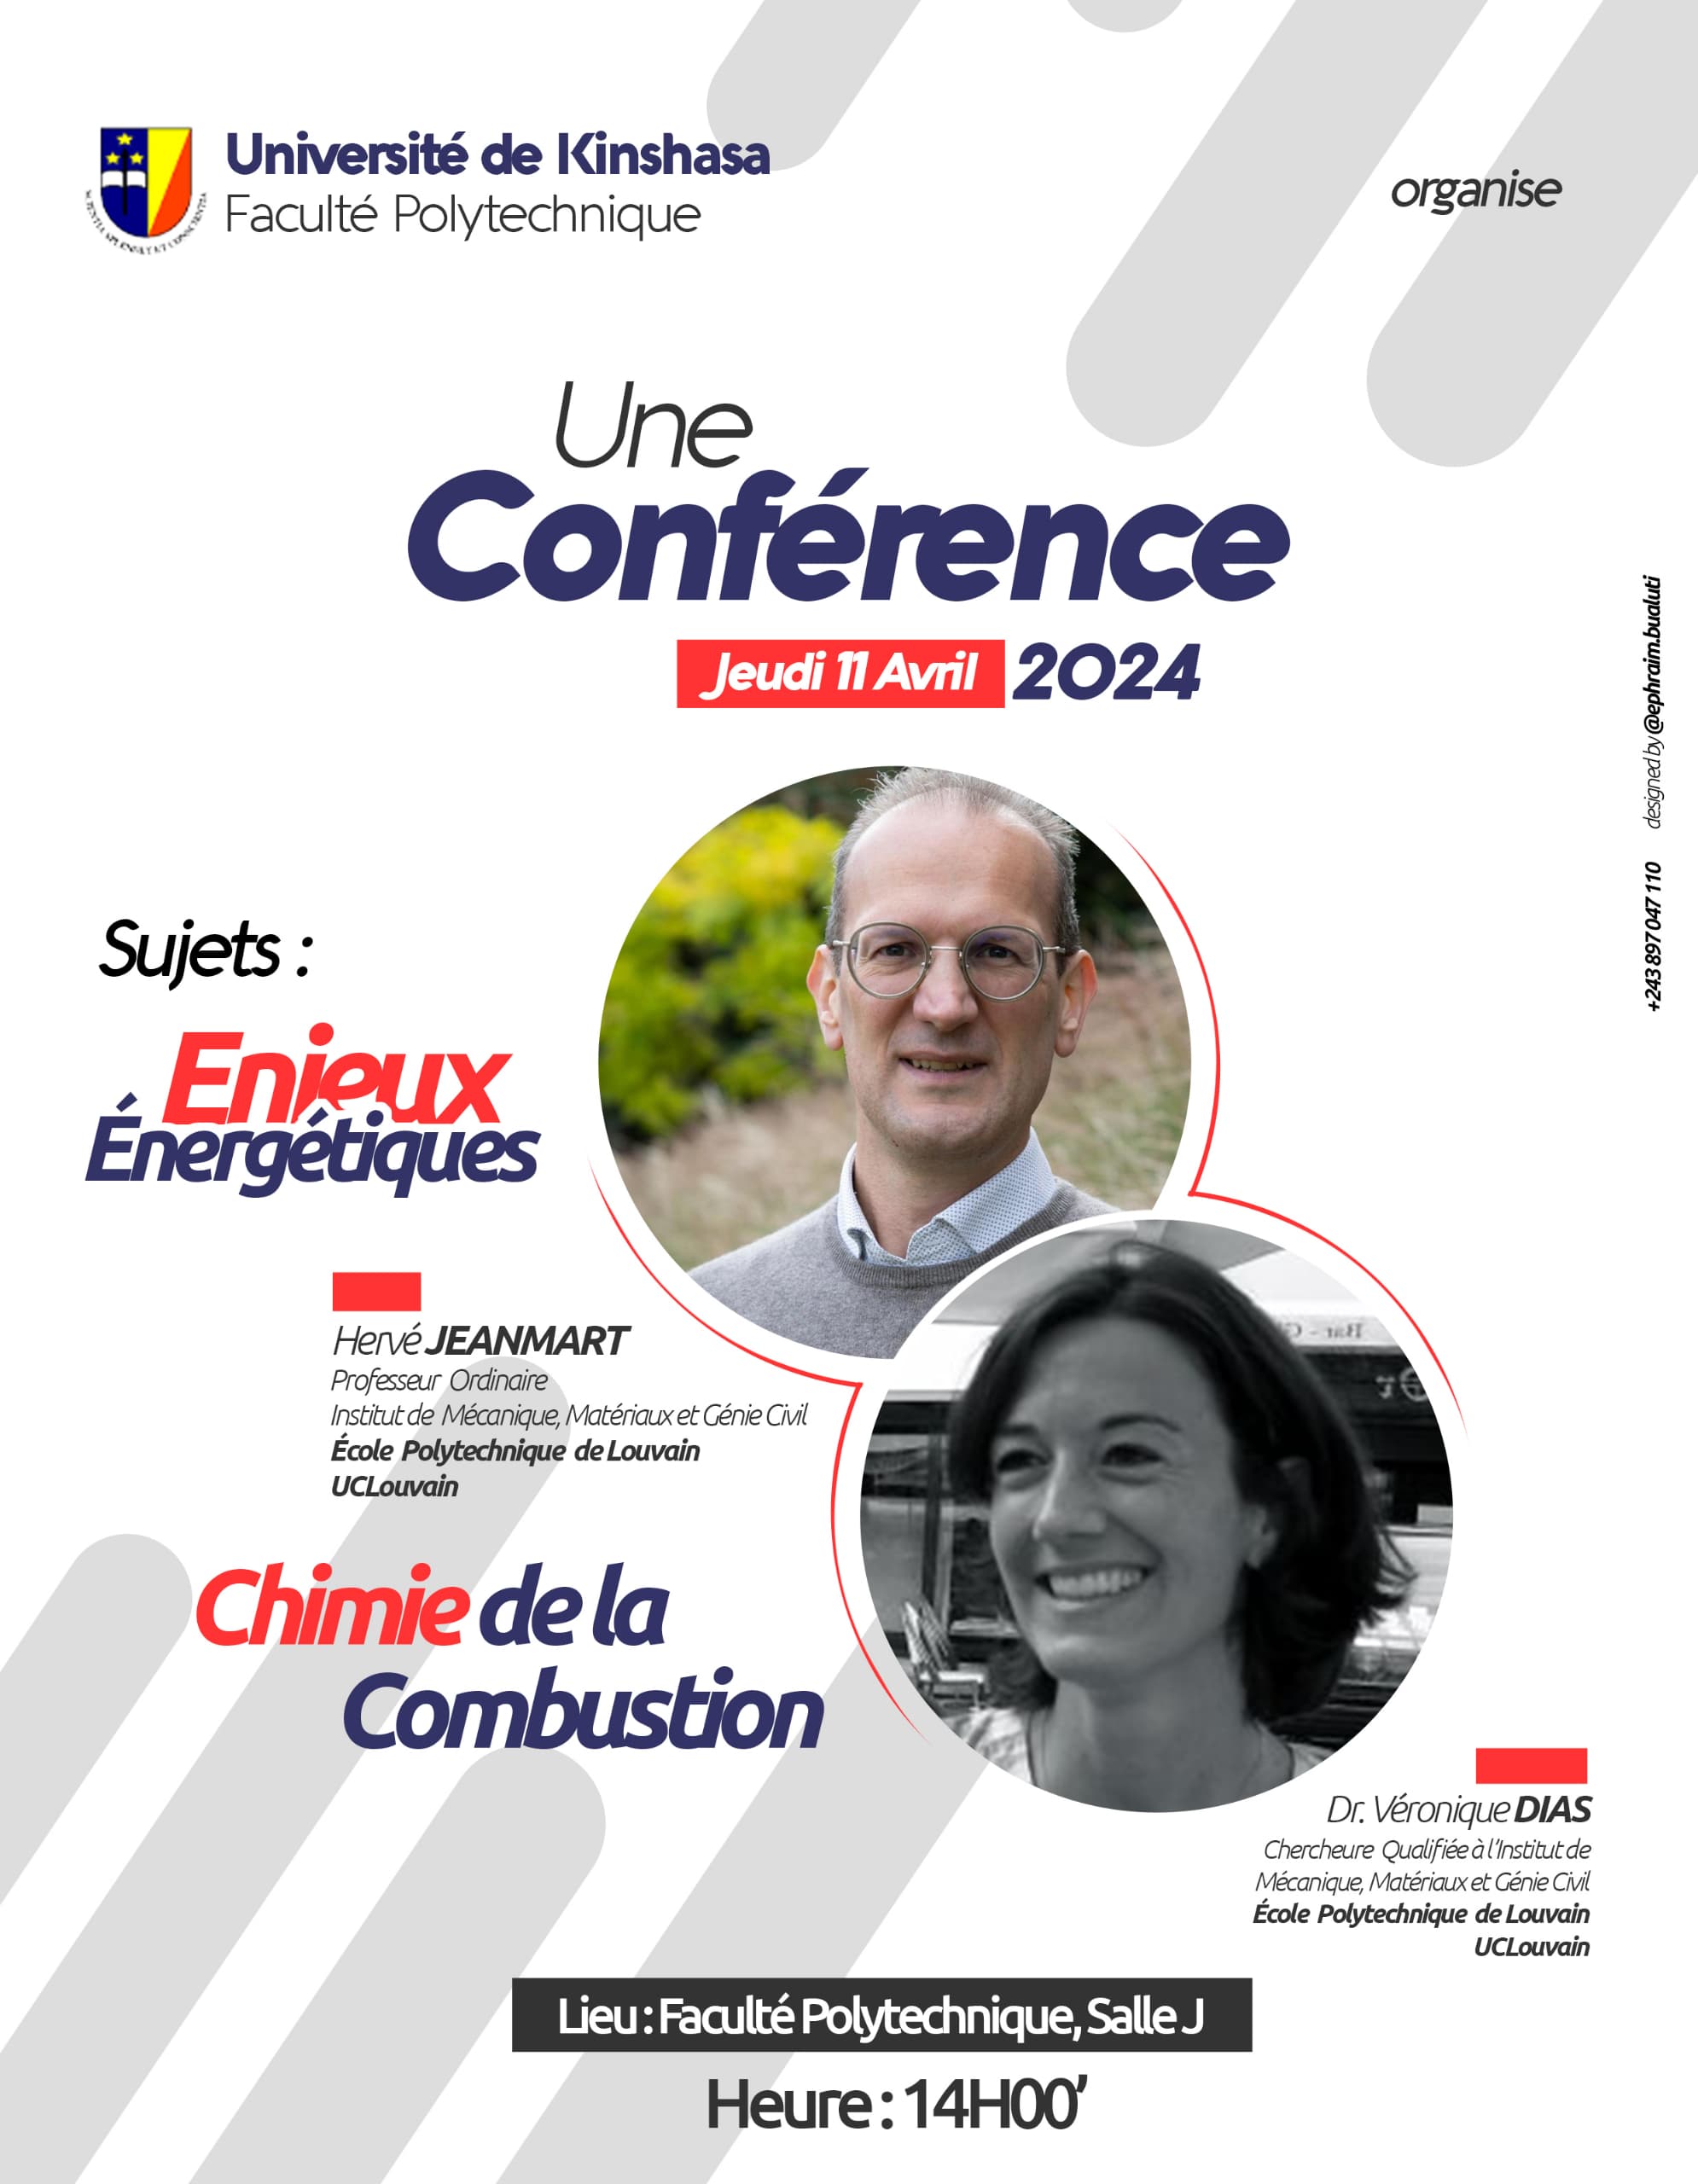 Université de Kinshasa
Faculté Polytechnique
organise
Une
Conférence
Jeudi 11 Avril 2024
Sujets :
Enjeux
Énergétiques
Hervé JEANMART
Professeur Ordinaire
Institut de Mécanique, Matériaux et Génie Civil
École Polytechnique de Louvain
UCLouvain
Chimie de la
Combustion
Dr. Véronique DIAS
Chercheure Qualifiée à l'Institut de
Mécanique, Matériaux et Génie Civil
École Polytechnique de Louvain
UCLouvain
Lieu : Faculté Polytechnique, Salle J
Heure : 14H00'
+243 897 047 110 designed by @ephraim.bualuti